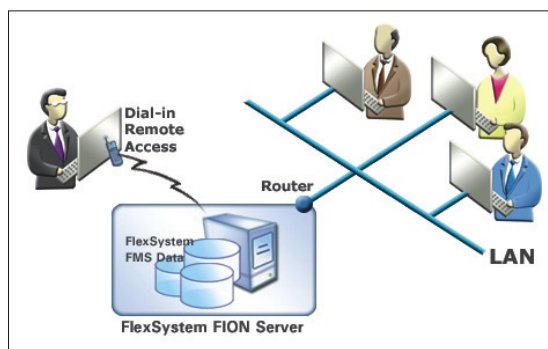 Dial-in
Remote
Access
Router
FlexSystem
FMS Data
LAN
FlexSystem FION Server